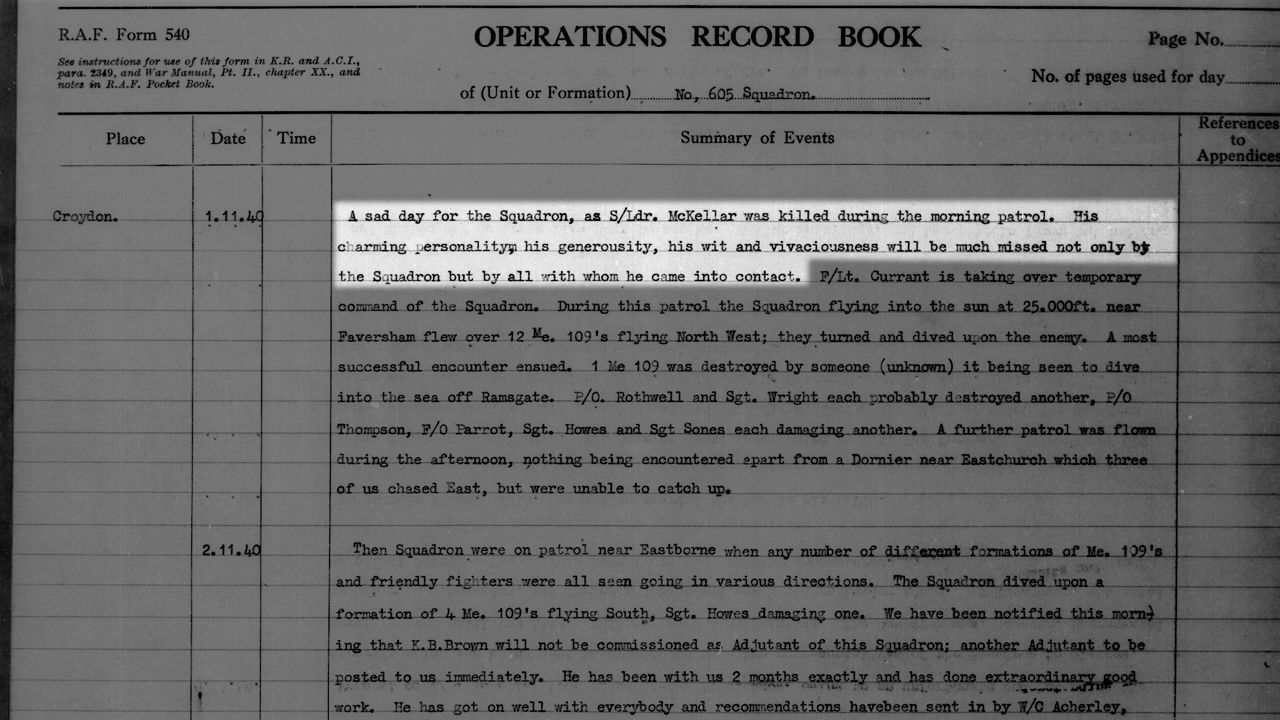 R.A.F. Form 540
OPERATIONS RECORD BOOK
Page No.
See instructions for use of this form in K.R. and A.C.I.,
para. 2349, and War Manual, Pt. II., chapter XX., and
notes in R.A.F. Pocket Book.
No. of pages used for day
of (Unit or Formation) No, 605 Squadron.
Place Date Time Summary of Events References to Appendices
Croydon. 1.11.40 A sad day for the Squadron, as S/Ldr. McKellar was killed during the morning patrol. His
charming personality, his generousity, his wit and vivaciousness will be much missed not only by
the Squadron but by all with whom he came into contact. F/Lt. Currant is taking over temporary
command of the Squadron. During this patrol the Squadron flying into the sun at 25.000ft. near
Faversham flew over 12 Me. 109's flying North West; they turned and dived upon the enemy. A most
successful encounter ensued. 1 Me 109 was destroyed by someone (unknown) it being seen to dive
into the sea off Ramsgate. P/O. Rothwell and Sgt. Wright each probably destroyed another, P/O
Thompson, F/O Parrot, Sgt. Howes and Sgt Sones each damaging another. A further patrol was flown
during the afternoon, nothing being encountered apart from a Dornier near Eastchurch which three
of us chased East, but were unable to catch up.
2.11.40 Then Squadron were on patrol near Eastborne when any number of different formations of Me. 109's
and friendly fighters were all seen going in various directions. The Squadron dived upon a
formation of 4 Me. 109's flying South, Sgt. Howes damaging one. We have been notified this morn-
ing that K.B.Brown will not be commissioned as Adjutant of this Squadron; another Adjutant to be
posted to us immediately. He has been with us 2 months exactly and has done extraordinary good
work. He has got on well with everybody and recommendations havebeen sent in by W/C Acherley,